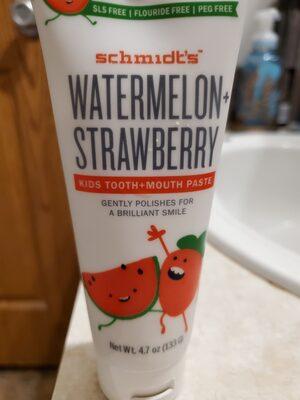 SLS FREE | FLOURIDE FREE | PEG FREE
schmidt's™
WATERMELON+
STRAWBERRY
KIDS TOOTH+MOUTH PASTE
GENTLY POLISHES FOR
A BRILLIANT SMILE
Net Wt. 4.7 oz (133 G)